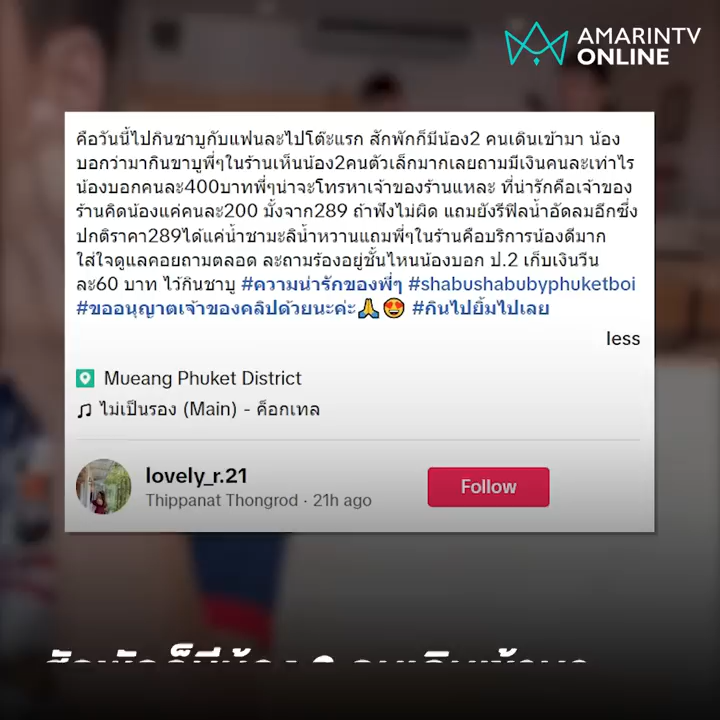 AMARINTV
ONLINE
คือวันนี้ไปกินชาบูกับแฟนละไปโต๊ะแรก สักพักก็มีน้อง2 คนเดินเข้ามา น้อง
บอกว่ามากินขาบูพี่ๆในร้านเห็นน้อง2คนตัวเล็กมากเลยถามมีเงินคนละเท่าไร
น้องบอกคนละ400บาทพี่ๆน่าจะโทรหาเจ้าของร้านแหละ ที่น่ารักคือเจ้าของ
ร้านคิดน้องแค่คนละ200 มั้งจาก289 ถ้าฟังไม่ผิด แถมยังรีฟิลน้ำอัดลมอีกซึ่ง
ปกติราคา289ได้แค่น้ำชามะลิน้ำหวานแถมพี่ๆในร้านคือบริการน้องดีมาก
ใส่ใจดูแลคอยถามตลอด ละถามร้องอยู่ชั้นไหนน้องบอก ป.2 เก็บเงินวีน
ละ60 บาท ไว้กินชาบู #ความน่ารักของพี่ๆ #shabushabubyphuketboi
#ขออนุญาตเจ้าของคลิปด้วยนะค่ะ🙏😍 #กินไปยิ้มไปเลย
less
Mueang Phuket District
ไม่เป็นรอง (Main) - ค็อกเทล
lovely_r.21
Thippanat Thongrod · 21h ago
Follow